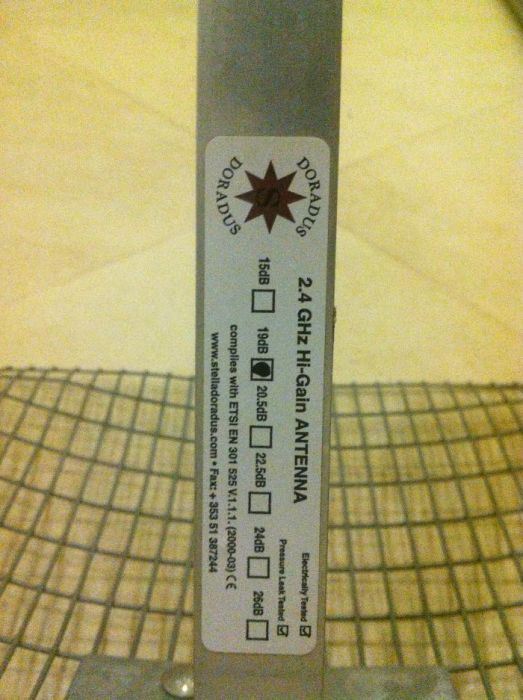 DORADUS
DORADUS
S
2.4 GHz Hi-Gain ANTENNA
Electrically Tested
Pressure Leak Tested
15dB 19dB 20.5dB 22.5dB 24dB 26dB
complies with ETSI EN 301 525 V.1.1.1. (2000-03) CE
www.stelladoradus.com • Fax: + 353 51 387244